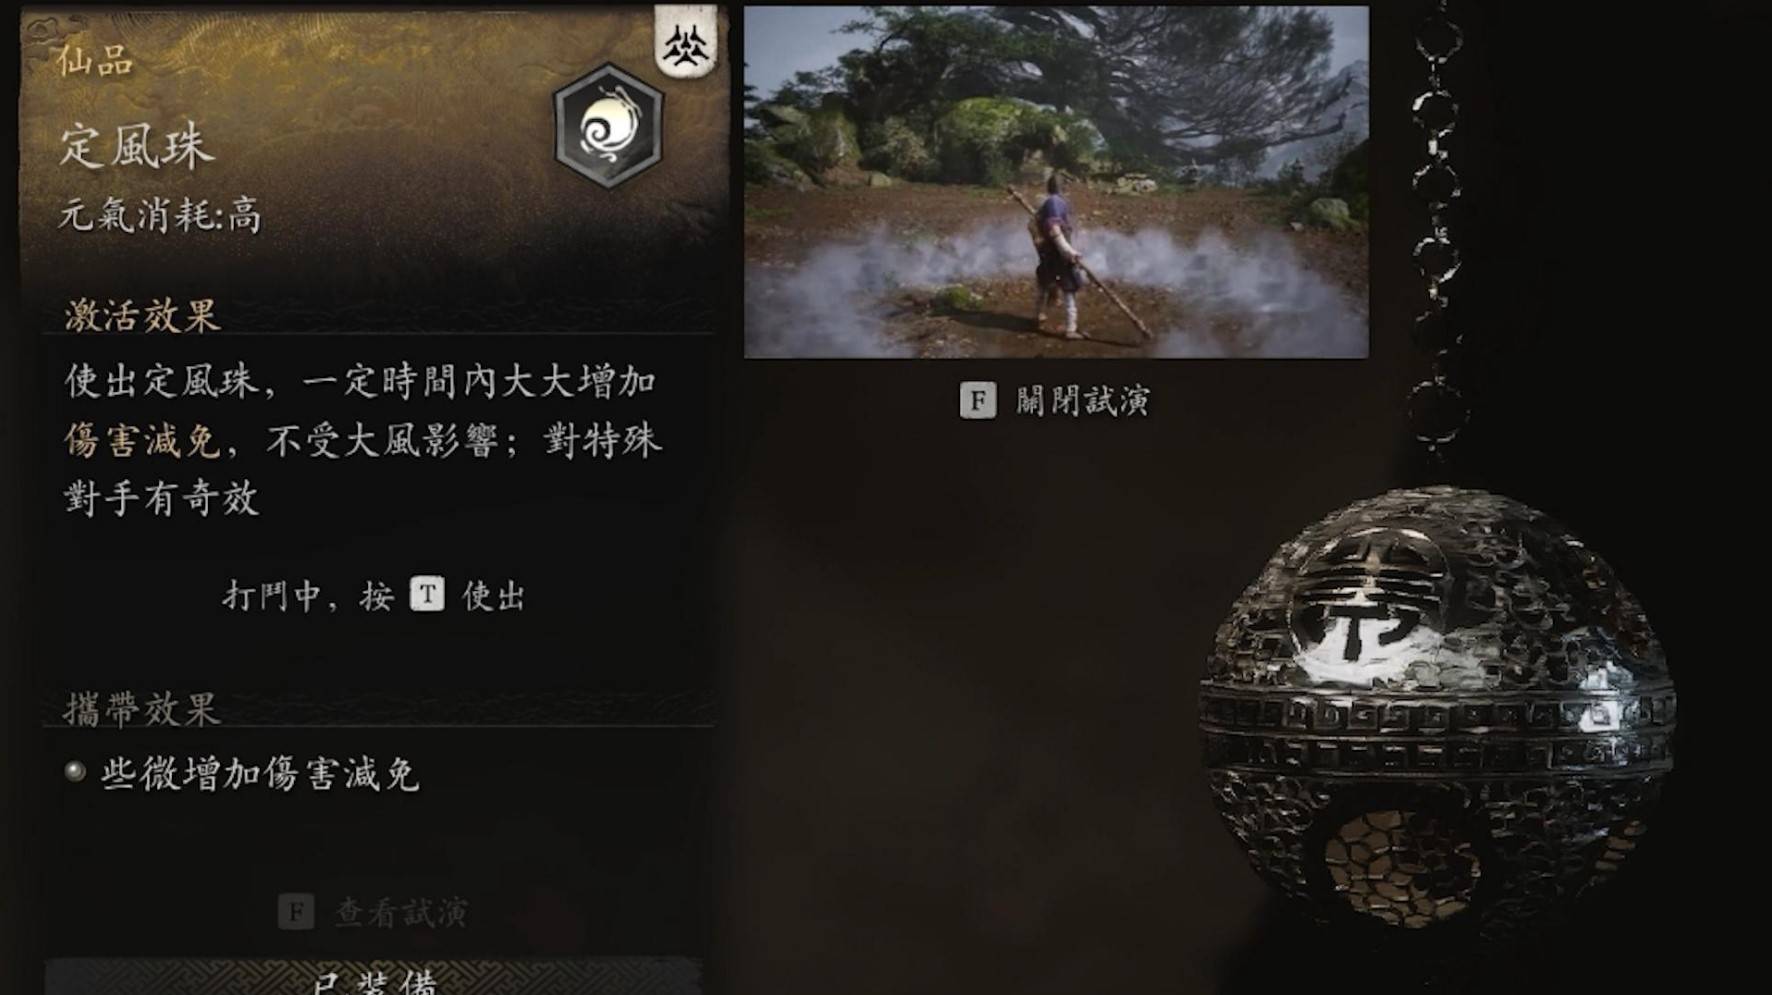 仙品
定風珠
元氣消耗:高
激活效果
使出定風珠，一定時間內大大增加
傷害減免，不受大風影響；對特殊
對手有奇效
打鬥中，按 T 使出
攜帶效果
些微增加傷害減免
F 查看試演
已裝備
F 關閉試演